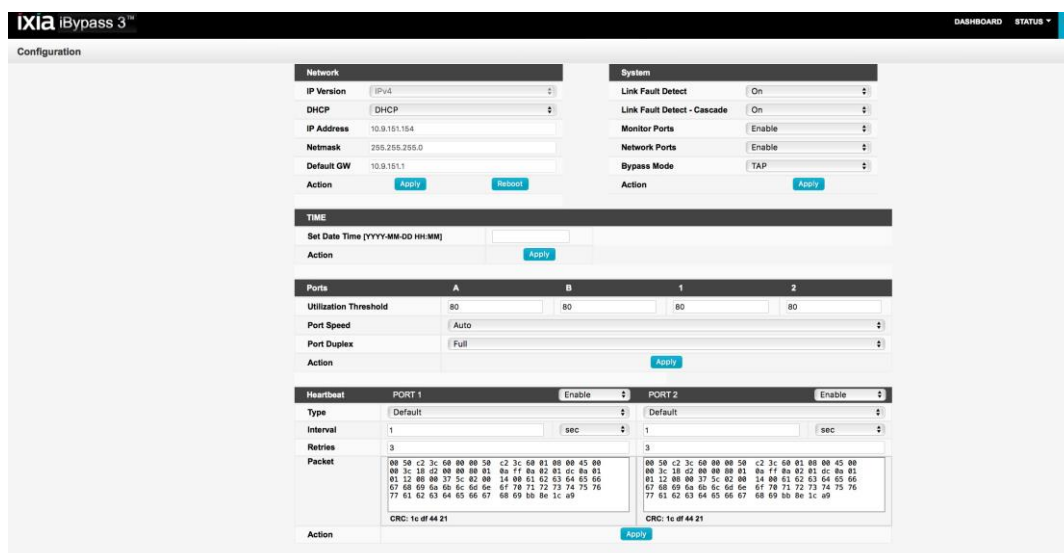 ixia iBypass 3™ DASHBOARD STATUS
Configuration
Network
IP Version IPv4
DHCP DHCP
IP Address 10.9.151.154
Netmask 255.255.255.0
Default GW 10.9.151.1
Action Apply Reboot
System
Link Fault Detect On
Link Fault Detect - Cascade On
Monitor Ports Enable
Network Ports Enable
Bypass Mode TAP
Action Apply
TIME
Set Date Time [YYYY-MM-DD HH:MM]
Action Apply
Ports A B 1 2
Utilization Threshold 80 80 80 80
Port Speed Auto
Port Duplex Full
Action Apply
Heartbeat PORT 1 Enable PORT 2 Enable
Type Default Default
Interval 1 sec 1 sec
Retries 3 3
Packet
00 50 c2 3c 60 00 00 50 c2 3c 60 01 08 00 45 00
00 3c 18 d2 00 00 80 01 0a ff 0a 02 01 dc 0a 01
01 12 08 00 37 5c 02 00 14 00 61 62 63 64 65 66
67 68 69 6a 6b 6c 6d 6e 6f 70 71 72 73 74 75 76
77 61 62 63 64 65 66 67 68 69 bb 8e 1c a9
CRC: 1c df 44 21
00 50 c2 3c 60 00 00 50 c2 3c 60 01 08 00 45 00
00 3c 18 d2 00 00 80 01 0a ff 0a 02 01 dc 0a 01
01 12 08 00 37 5c 02 00 14 00 61 62 63 64 65 66
67 68 69 6a 6b 6c 6d 6e 6f 70 71 72 73 74 75 76
77 61 62 63 64 65 66 67 68 69 bb 8e 1c a9
CRC: 1c df 44 21
Action Apply